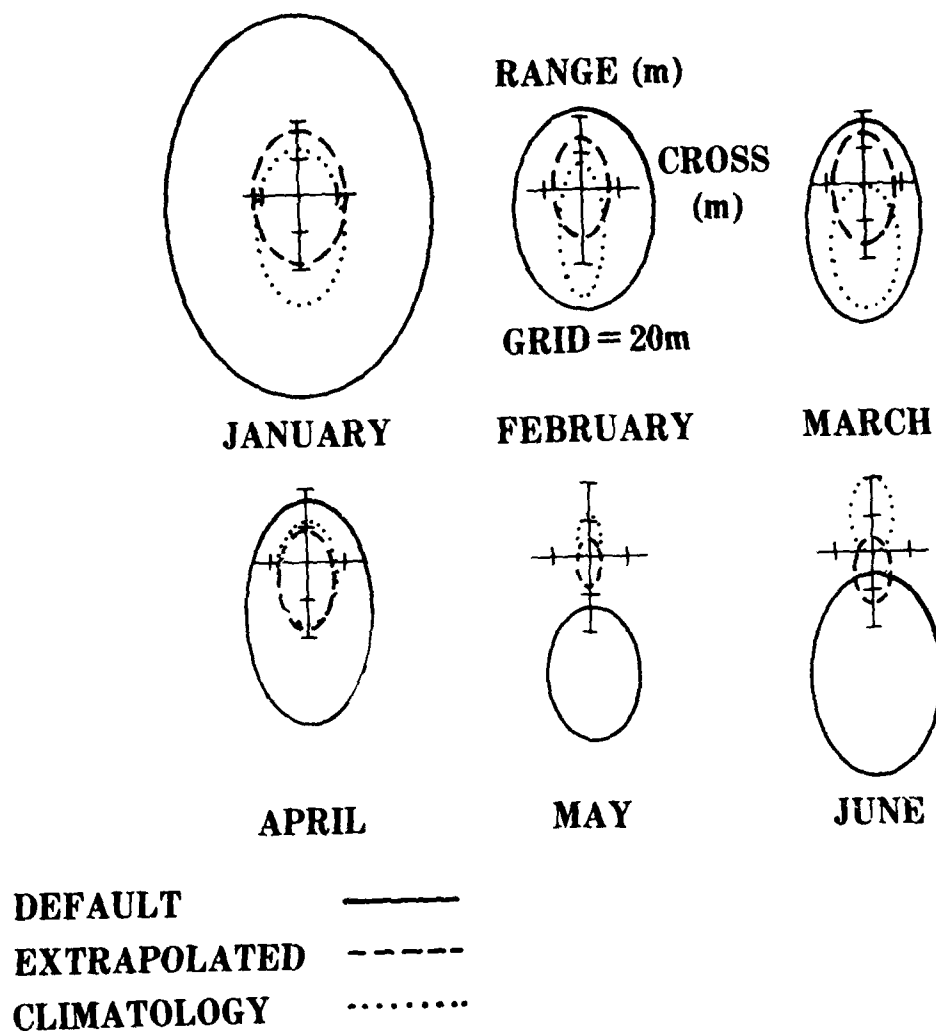 RANGE (m)
CROSS
(m)
GRID = 20m
JANUARY
FEBRUARY
MARCH
APRIL
MAY
JUNE
DEFAULT
EXTRAPOLATED
CLIMATOLOGY